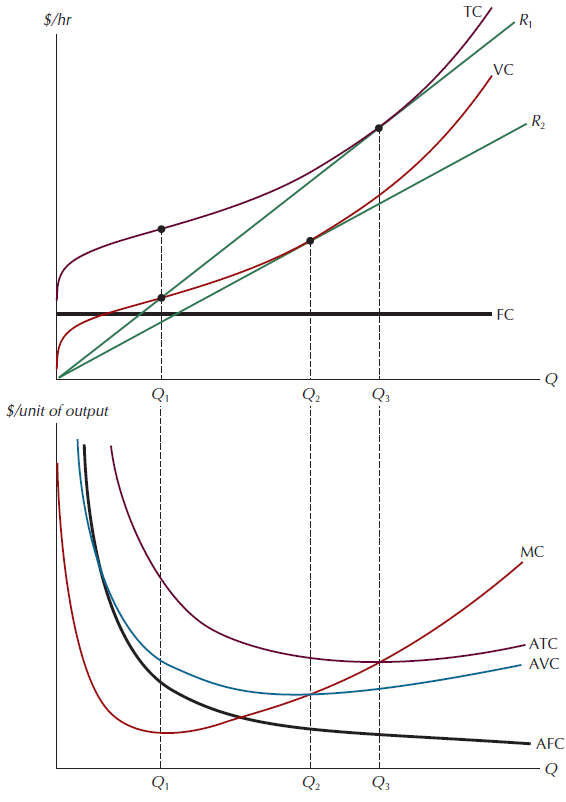 $/hr
TC
R₁
VC
R₂
FC
Q
Q₁
Q₂
Q₃
$/unit of output
MC
ATC
AVC
AFC
Q
Q₁
Q₂
Q₃